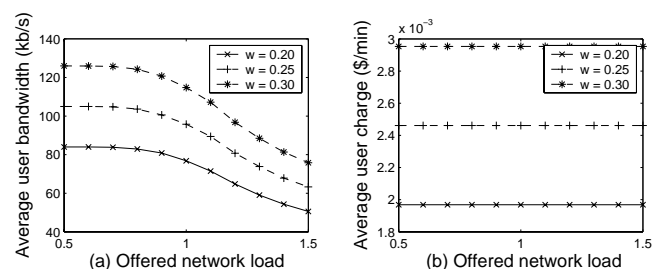 Average user bandwidth (kb/s)
140
120
100
80
60
40
0.5
1
1.5
w = 0.20
w = 0.25
w = 0.30
(a) Offered network load
Average user charge ($/min)
x 10⁻³
3
2.8
2.6
2.4
2.2
2
1.8
0.5
1
1.5
w = 0.20
w = 0.25
w = 0.30
(b) Offered network load